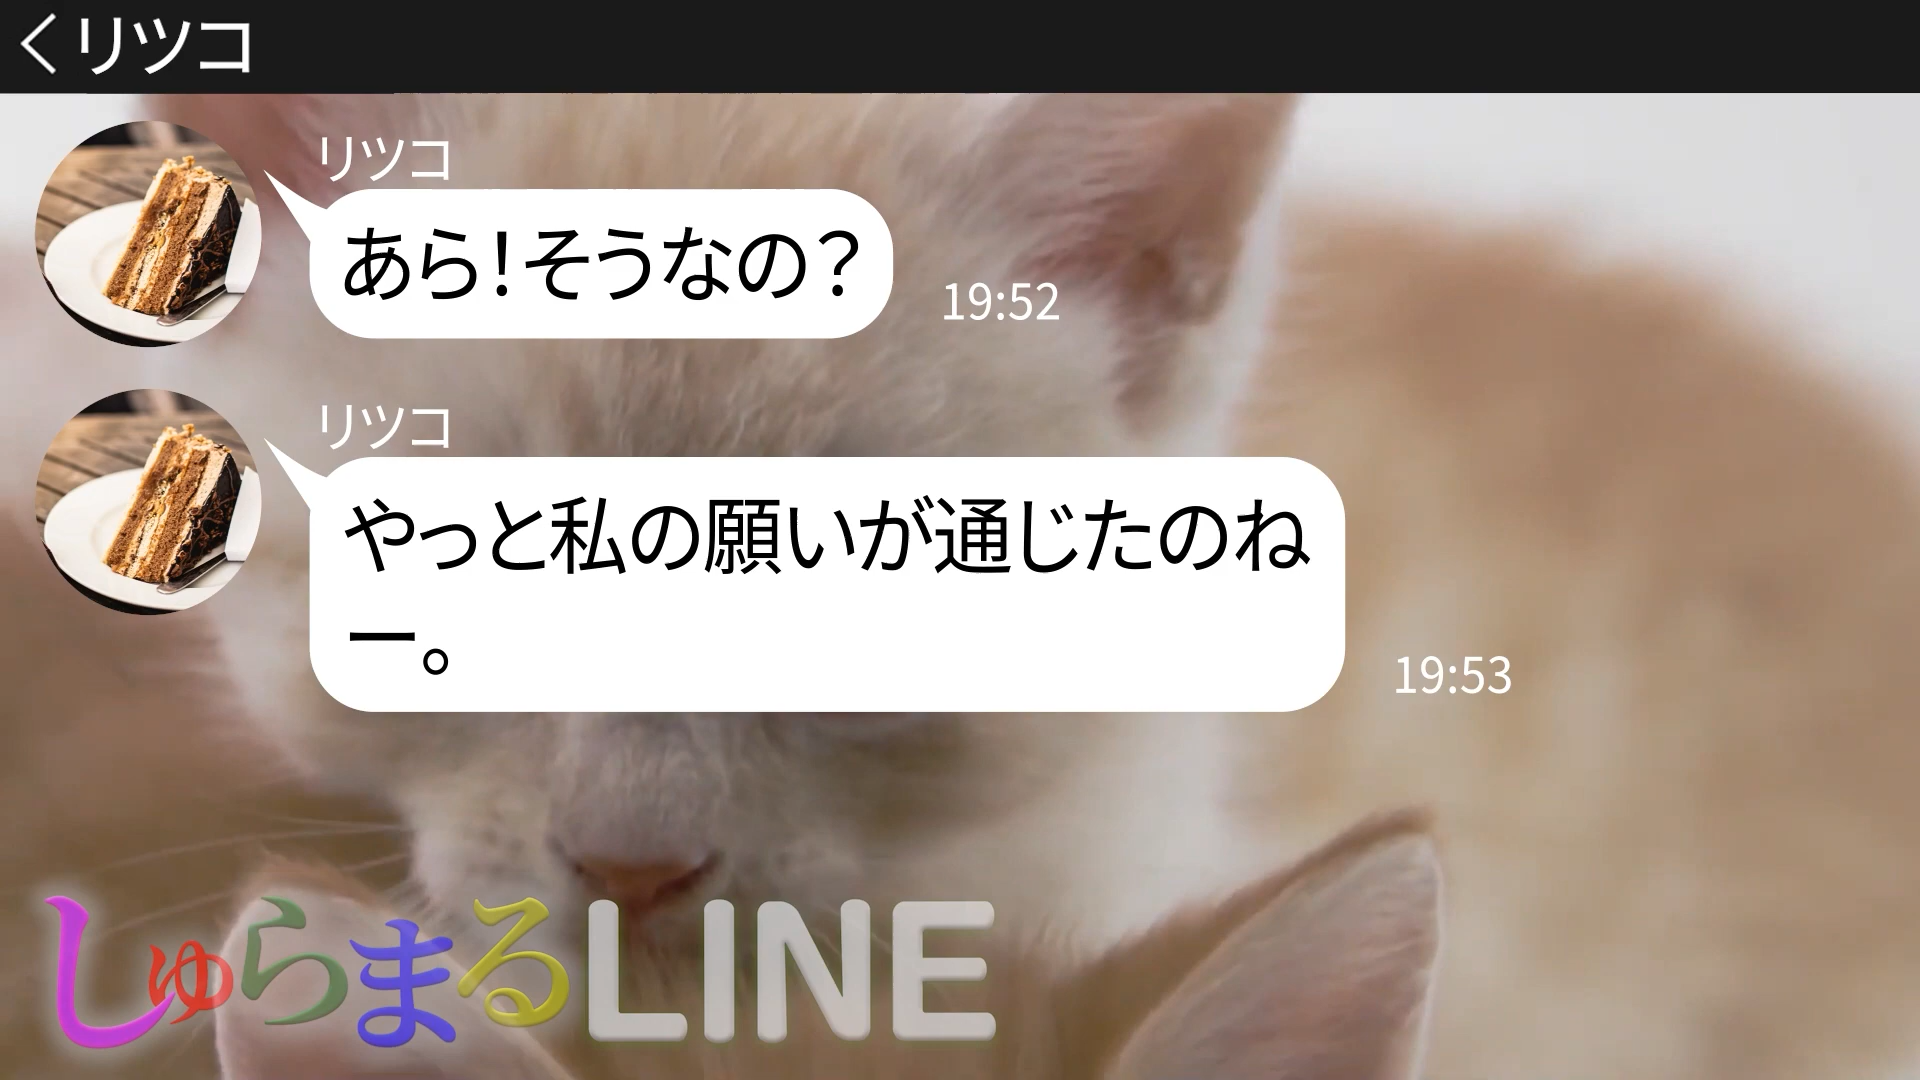 リツコ
リツコ
あら！そうなの？
19:52
リツコ
やっと私の願いが通じたのね
ー。
19:53
しゅらまるLINE